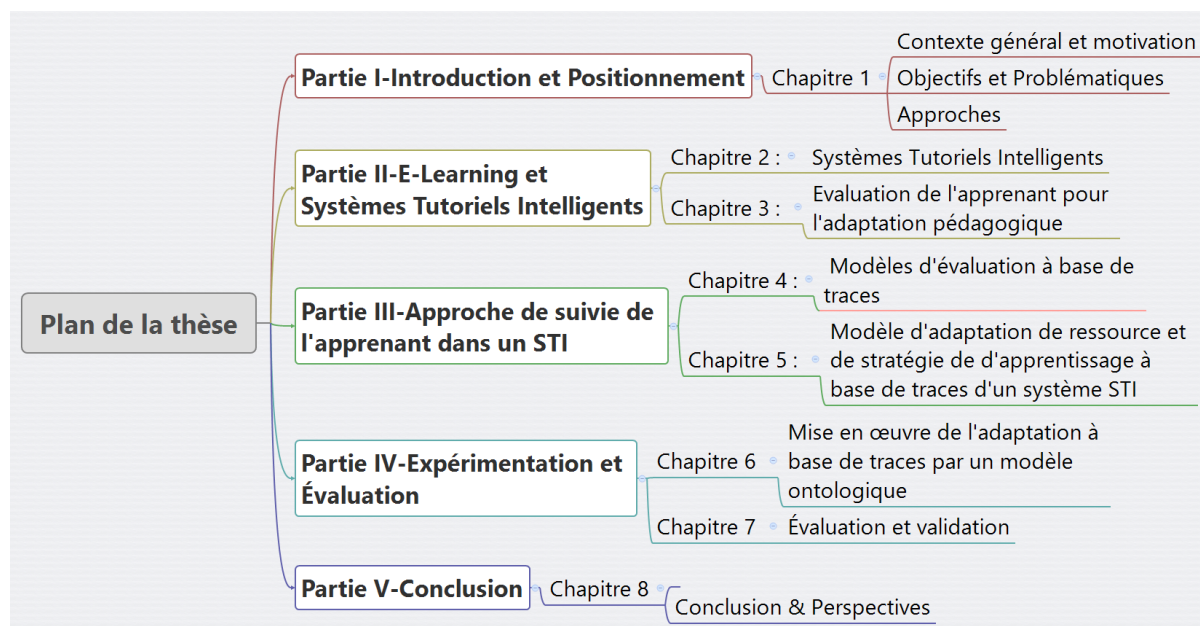 Plan de la thèse
Partie I-Introduction et Positionnement
Chapitre 1
Contexte général et motivation
Objectifs et Problématiques
Approches
Partie II-E-Learning et
Systèmes Tutoriels Intelligents
Chapitre 2 :
Systèmes Tutoriels Intelligents
Chapitre 3 :
Evaluation de l'apprenant pour
l'adaptation pédagogique
Partie III-Approche de suivie de
l'apprenant dans un STI
Chapitre 4 :
Modèles d'évaluation à base de
traces
Chapitre 5 :
Modèle d'adaptation de ressource et
de stratégie de d'apprentissage à
base de traces d'un système STI
Partie IV-Expérimentation et
Évaluation
Chapitre 6
Mise en œuvre de l'adaptation à
base de traces par un modèle
ontologique
Chapitre 7
Évaluation et validation
Partie V-Conclusion
Chapitre 8
Conclusion & Perspectives